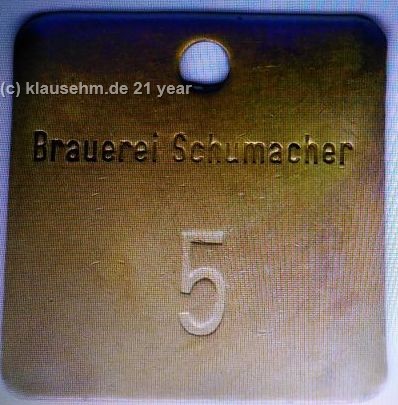 (c) klausehm.de 21 year
Brauerei Schumacher
5